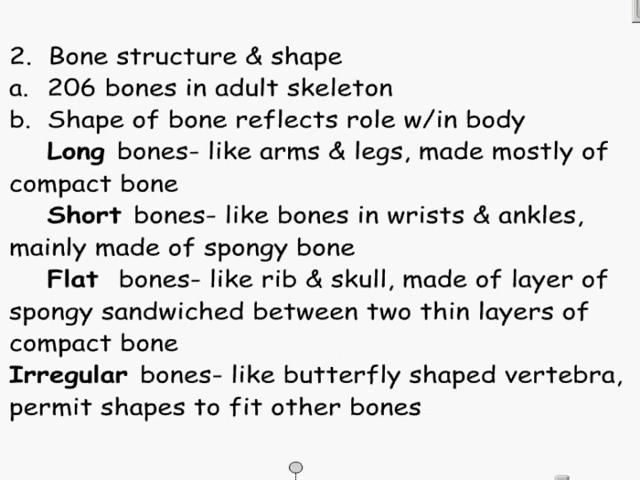 2. Bone structure & shape
a. 206 bones in adult skeleton
b. Shape of bone reflects role w/in body
Long bones- like arms & legs, made mostly of
compact bone
Short bones- like bones in wrists & ankles,
mainly made of spongy bone
Flat bones- like rib & skull, made of layer of
spongy sandwiched between two thin layers of
compact bone
Irregular bones- like butterfly shaped vertebra,
permit shapes to fit other bones